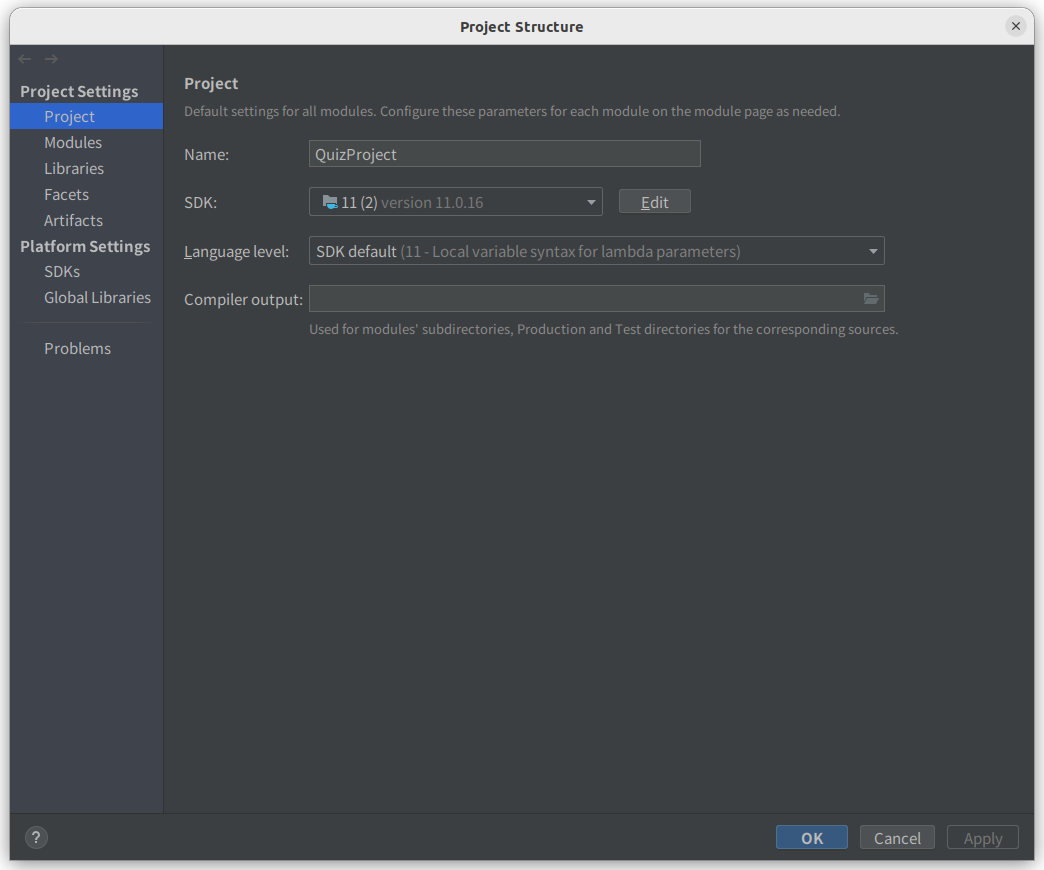 Project Structure
Project Settings
Project
Modules
Libraries
Facets
Artifacts
Platform Settings
SDKs
Global Libraries
Problems
Project
Default settings for all modules. Configure these parameters for each module on the module page as needed.
Name: QuizProject
SDK: 11 (2) version 11.0.16 Edit
Language level: SDK default (11 - Local variable syntax for lambda parameters)
Compiler output:
Used for modules' subdirectories, Production and Test directories for the corresponding sources.
? OK Cancel Apply